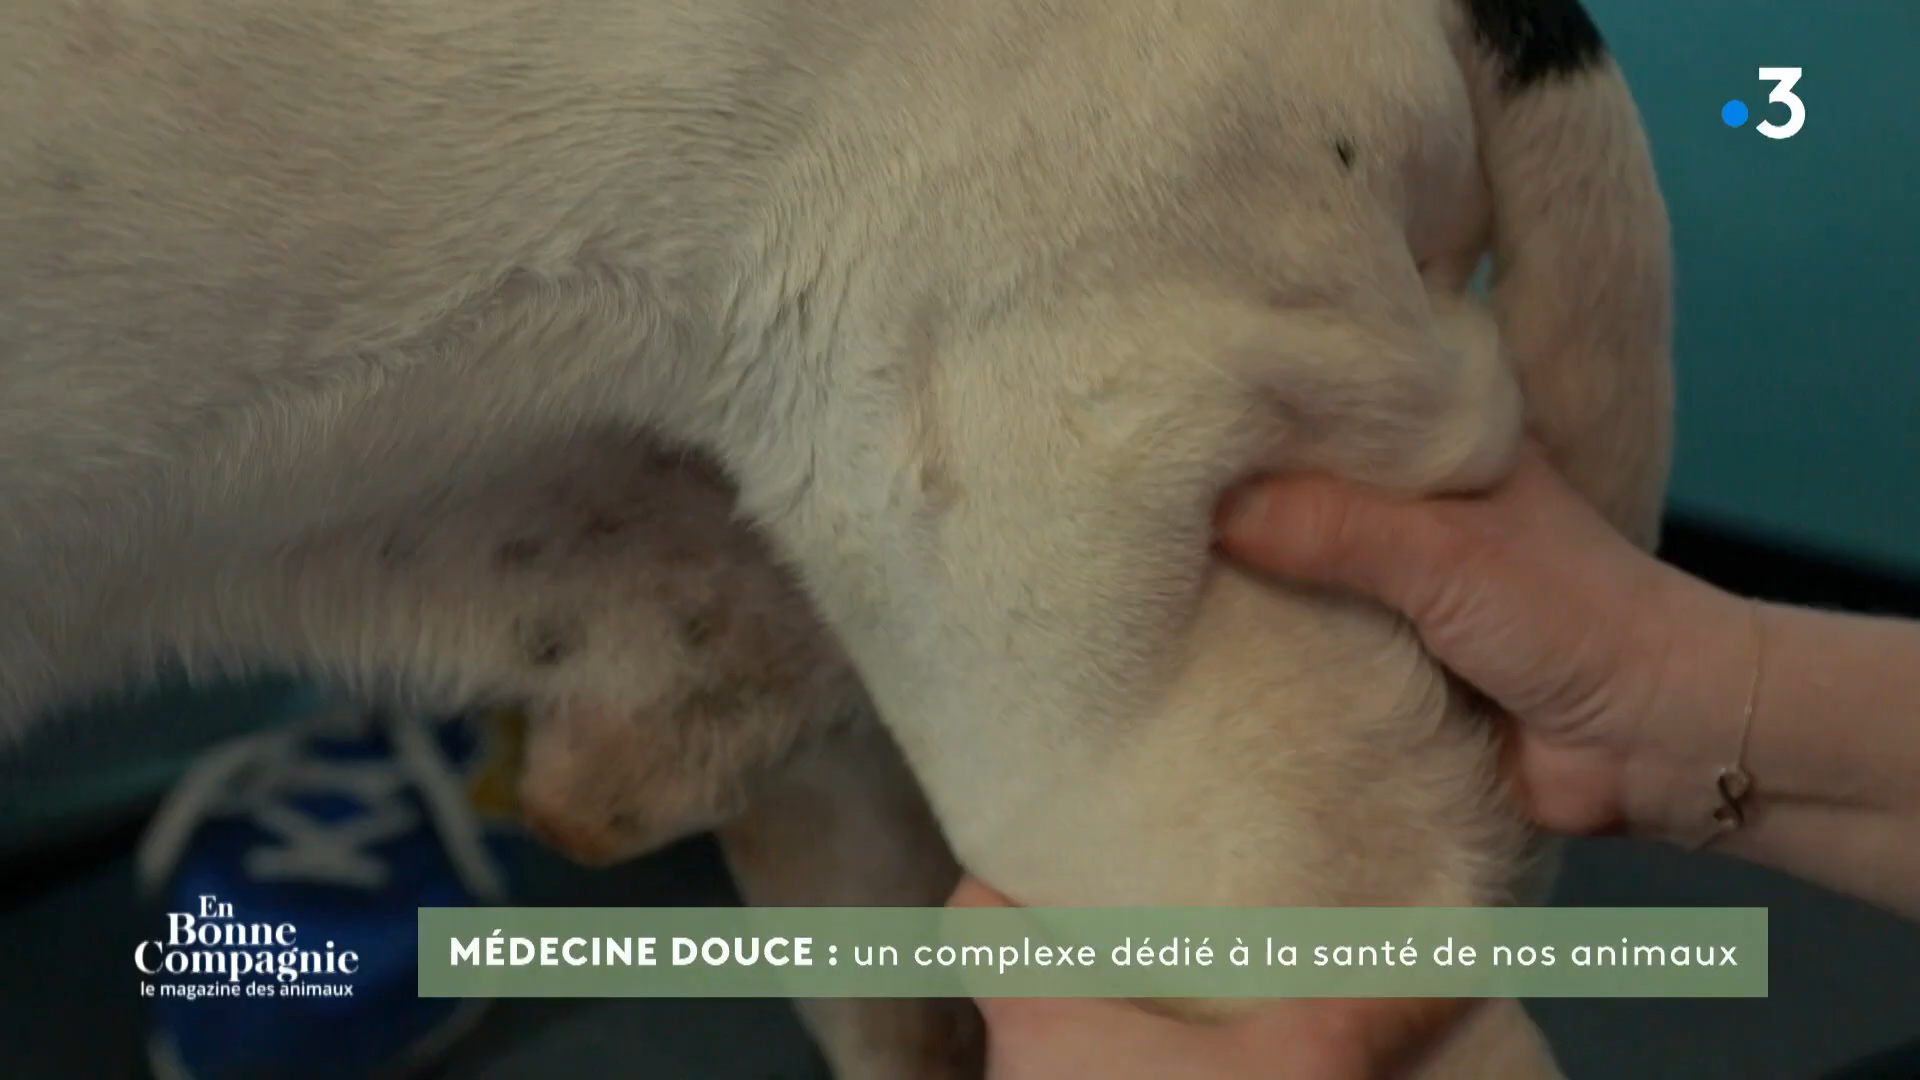 3
En
Bonne
Compagnie
le magazine des animaux
MÉDECINE DOUCE : un complexe dédié à la santé de nos animaux